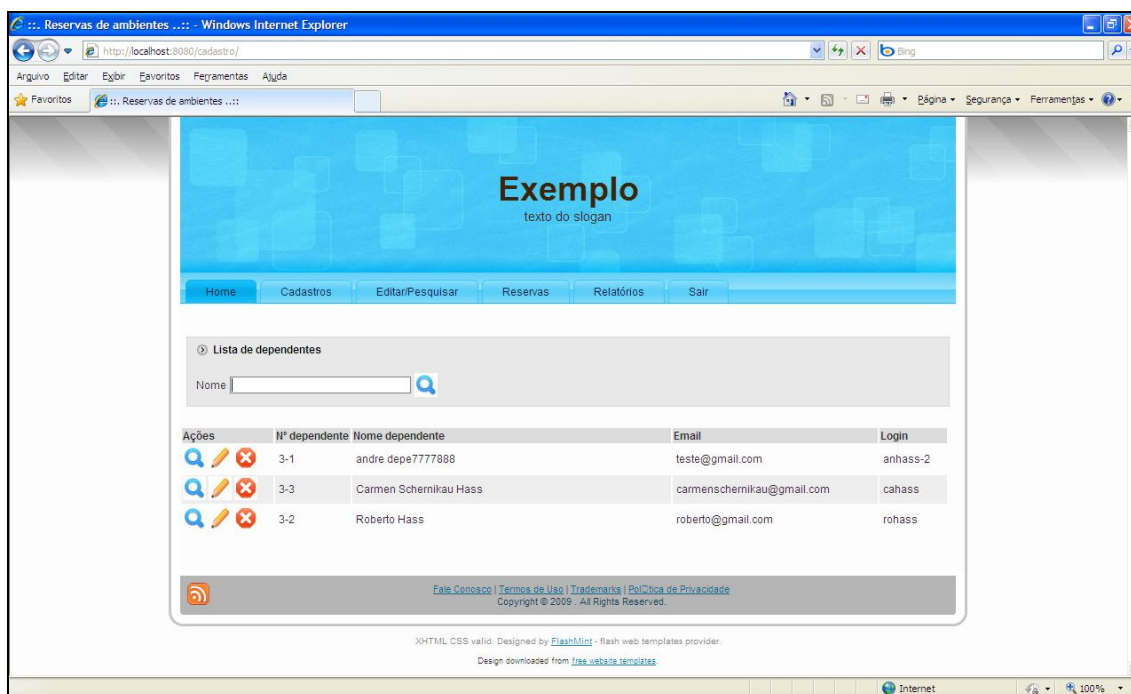 ::. Reservas de ambientes ..:: - Windows Internet Explorer
http://localhost:8080/cadastro/
Bing
Arquivo Editar Exibir Favoritos Ferramentas Ajuda
Favoritos ::. Reservas de ambientes ..:: Página Segurança Ferramentas
Exemplo
texto do slogan
Home Cadastros Editar/Pesquisar Reservas Relatórios Sair
Lista de dependentes
Nome
Ações Nº dependente Nome dependente Email Login
3-1 andre depe7777888 teste@gmail.com anhass-2
3-3 Carmen Schernikau Hass carmenschernikau@gmail.com cahass
3-2 Roberto Hass roberto@gmail.com rohass
Fale Conosco | Termos de Uso | Trademarks | Pol□tica de Privacidade
Copyright © 2009 . All Rights Reserved.
XHTML CSS valid. Designed by FlashMint - flash web templates provider.
Design downloaded from free website templates.
Internet 100%